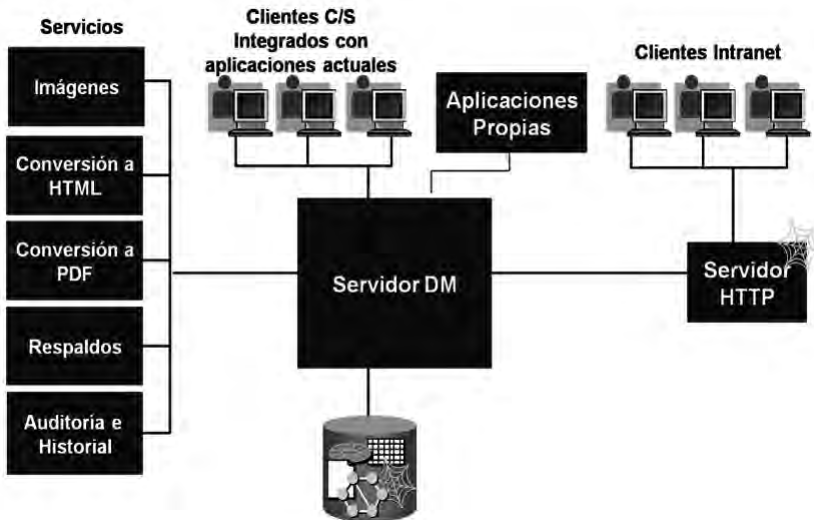 Servicios
Imágenes
Conversión a
HTML
Conversión a
PDF
Respaldos
Auditoria e
Historial
Clientes C/S
Integrados con
aplicaciones actuales
Aplicaciones
Propias
Servidor DM
Clientes Intranet
Servidor
HTTP